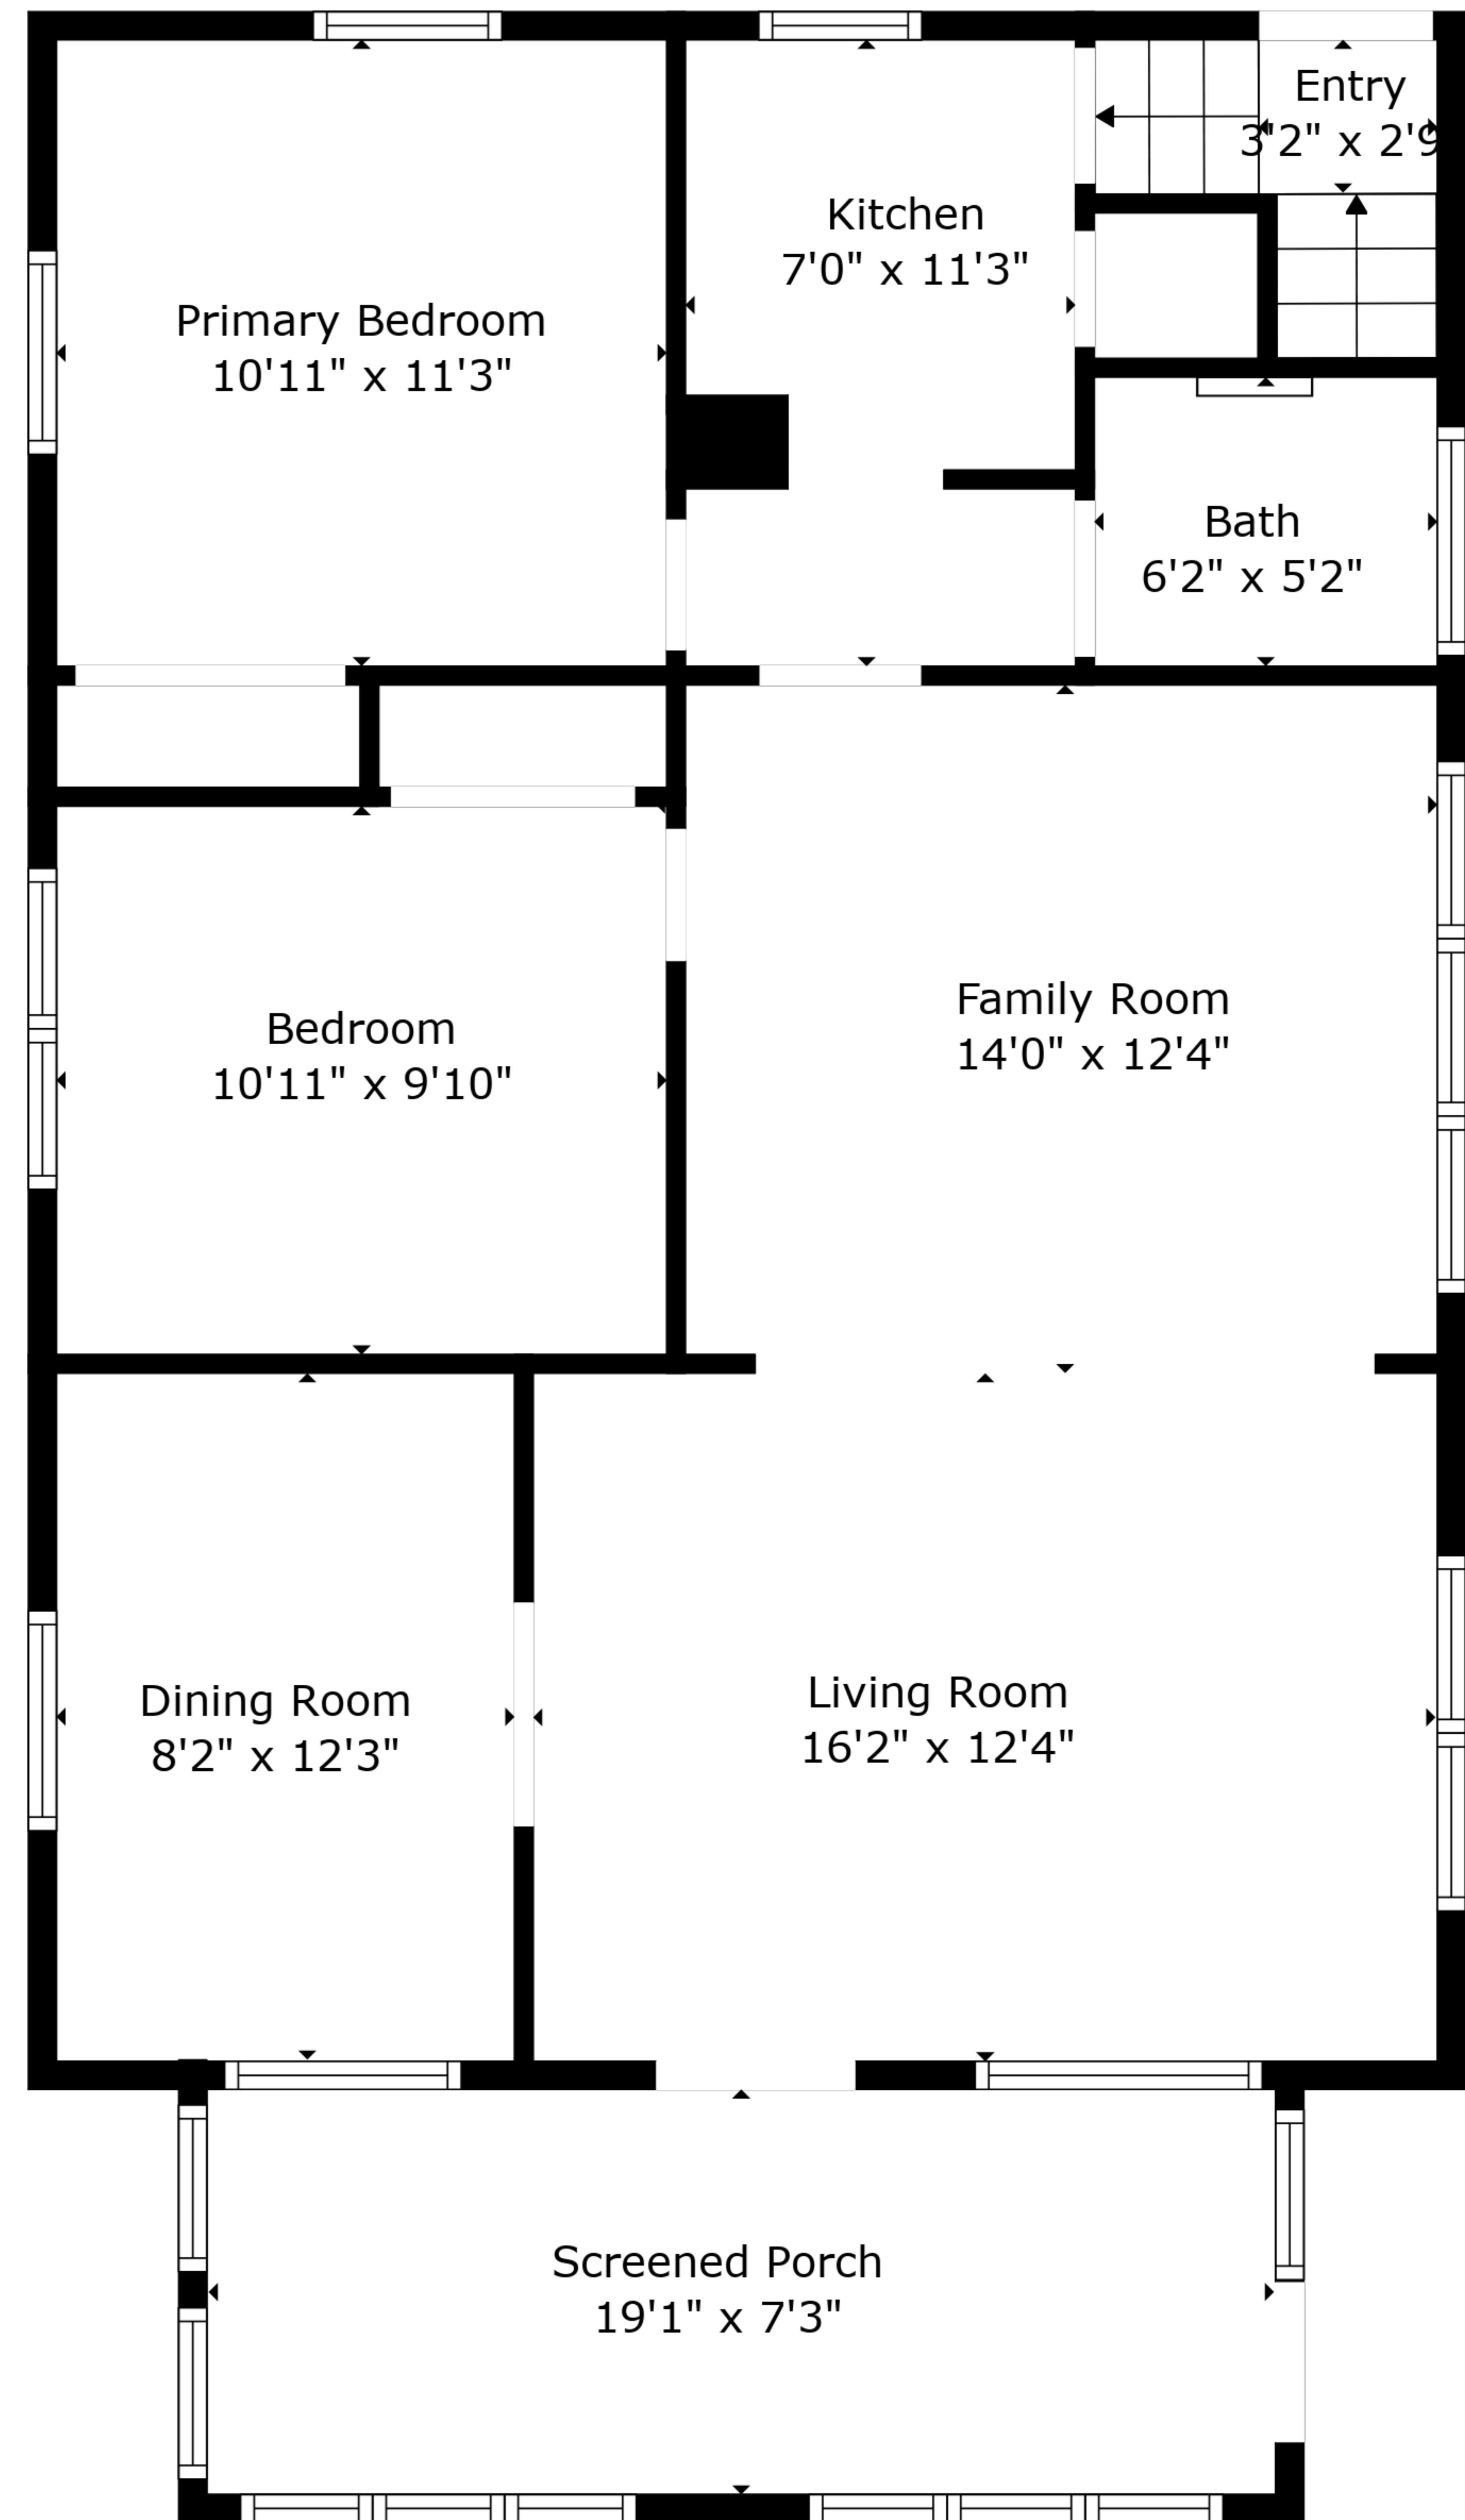 Entry
3'2" x 2'9
Kitchen
7'0" x 11'3"
Primary Bedroom
10'11" x 11'3"
Bath
6'2" x 5'2"
Family Room
14'0" x 12'4"
Bedroom
10'11" x 9'10"
Dining Room
8'2" x 12'3"
Living Room
16'2" x 12'4"
Screened Porch
19'1" x 7'3"